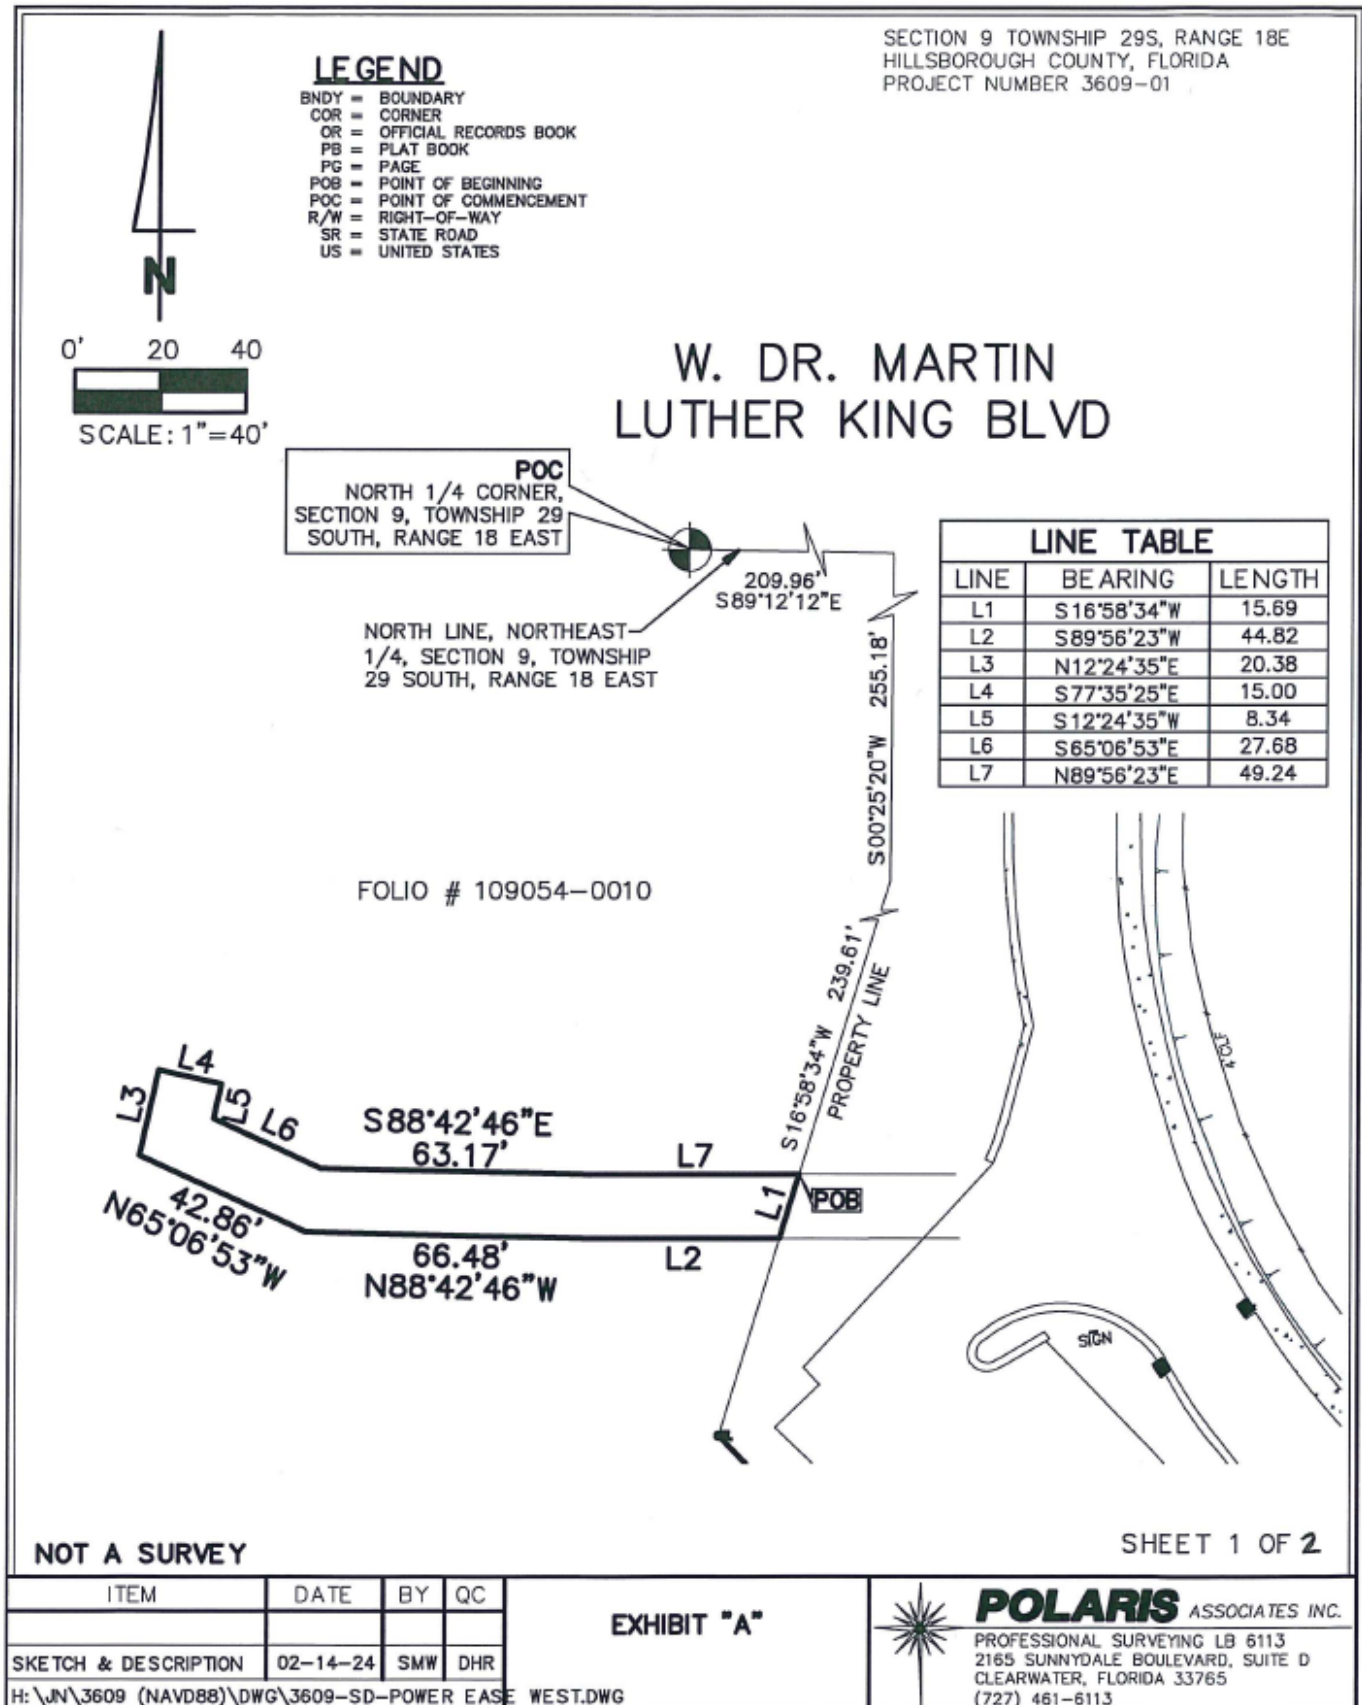 SECTION 9 TOWNSHIP 29S, RANGE 18E
HILLSBOROUGH COUNTY, FLORIDA
PROJECT NUMBER 3609-01
LEGEND
BNDY = BOUNDARY
COR = CORNER
OR = OFFICIAL RECORDS BOOK
PB = PLAT BOOK
PG = PAGE
POB = POINT OF BEGINNING
POC = POINT OF COMMENCEMENT
R/W = RIGHT-OF-WAY
SR = STATE ROAD
US = UNITED STATES
N
0' 20 40
SCALE: 1"=40'
W. DR. MARTIN
LUTHER KING BLVD
POC
NORTH 1/4 CORNER,
SECTION 9, TOWNSHIP 29
SOUTH, RANGE 18 EAST
209.96'
S89°12'12"E
NORTH LINE, NORTHEAST
1/4, SECTION 9, TOWNSHIP
29 SOUTH, RANGE 18 EAST
S00°25'20"W 255.18'
LINE TABLE
LINE BEARING LENGTH
L1 S16°58'34"W 15.69
L2 S89°56'23"W 44.82
L3 N12°24'35"E 20.38
L4 S77°35'25"E 15.00
L5 S12°24'35"W 8.34
L6 S65°06'53"E 27.68
L7 N89°56'23"E 49.24
FOLIO # 109054-0010
S16°58'34"W 239.61'
PROPERTY LINE
4'CLF
L4
L3
L5
L6
S88°42'46"E
63.17'
L7
L1
POB
42.86'
N65°06'53"W
66.48'
N88°42'46"W
L2
SIGN
NOT A SURVEY
SHEET 1 OF 2
ITEM DATE BY QC
SKETCH & DESCRIPTION 02-14-24 SMW DHR
H:\JN\3609 (NAVD88)\DWG\3609-SD-POWER EASE WEST.DWG
EXHIBIT "A"
POLARIS ASSOCIATES INC.
PROFESSIONAL SURVEYING LB 6113
2165 SUNNYDALE BOULEVARD, SUITE D
CLEARWATER, FLORIDA 33765
(727) 461-6113